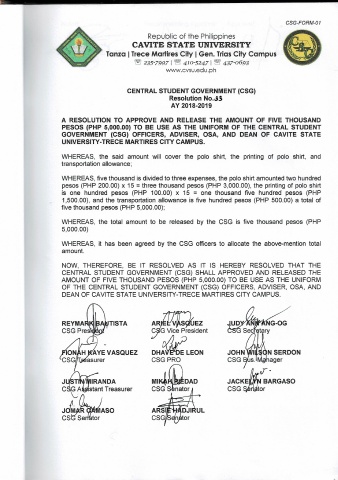 CSG-FORM-01
Republic of the Philippines
CAVITE STATE UNIVERSITY
Tanza | Trece Martires City | Gen. Trias City Campus
☏ 235-7997 | ☏ 410-5247 | ☏ 437-0693
www.cvsu.edu.ph
CENTRAL STUDENT GOVERNMENT (CSG)
Resolution No.
AY 2018-2019
A RESOLUTION TO APPROVE AND RELEASE THE AMOUNT OF FIVE THOUSAND
PESOS (PHP 5,000.00) TO BE USE AS THE UNIFORM OF THE CENTRAL STUDENT
GOVERNMENT (CSG) OFFICERS, ADVISER, OSA, AND DEAN OF CAVITE STATE
UNIVERSITY-TRECE MARTIRES CITY CAMPUS.
WHEREAS, the said amount will cover the polo shirt, the printing of polo shirt, and
transportation allowance;
WHEREAS, five thousand is divided to three expenses, the polo shirt amounted two hundred
pesos (PHP 200.00) x 15 = three thousand pesos (PHP 3,000.00), the printing of polo shirt
is one hundred pesos (PHP 100.00) x 15 = one thousand five hundred pesos (PHP
1,500.00), and the transportation allowance is five hundred pesos (PHP 500.00) a total of
five thousand pesos (PHP 5,000.00);
WHEREAS, the total amount to be released by the CSG is five thousand pesos (PHP
5,000.00)
WHEREAS, it has been agreed by the CSG officers to allocate the above-mention total
amount.
NOW, THEREFORE, BE IT RESOLVED AS IT IS HEREBY RESOLVED THAT THE
CENTRAL STUDENT GOVERNMENT (CSG) SHALL APPROVED AND RELEASED THE
AMOUNT OF FIVE THOUSAND PESOS (PHP 5,000.00) TO BE USE AS THE UNIFORM
OF THE CENTRAL STUDENT GOVERNMENT (CSG) OFFICERS, ADVISER, OSA, AND
DEAN OF CAVITE STATE UNIVERSITY-TRECE MARTIRES CITY CAMPUS.
REYMARK BAUTISTA ARIEL VASQUEZ JUDY ANN ANG-OG
CSG President CSG Vice President CSG Secretary
FIONAH KAYE VASQUEZ DHAVE DE LEON JOHN WILSON SERDON
CSG Treasurer CSG PRO CSG Bus Manager
JUSTIN MIRANDA MIKAH PIEDAD JACKELYN BARGASO
CSG Assistant Treasurer CSG Senator CSG Senator
JOMAR DAMASO ARSIE HADJIRUL
CSG Senator CSG Senator